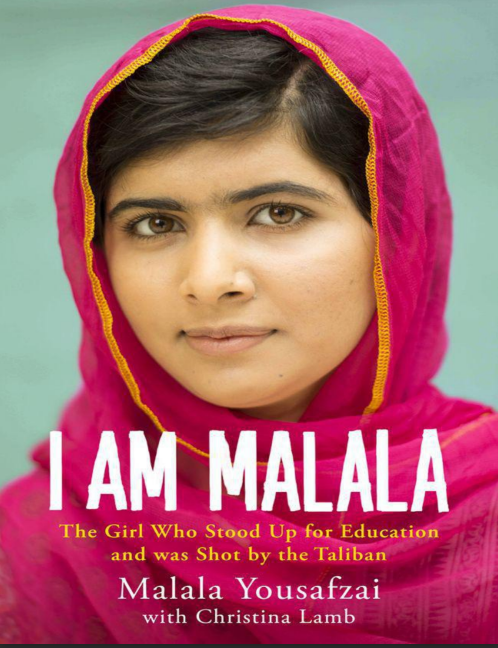 I AM MALALA
The Girl Who Stood Up for Education
and was Shot by the Taliban
Malala Yousafzai
with Christina Lamb